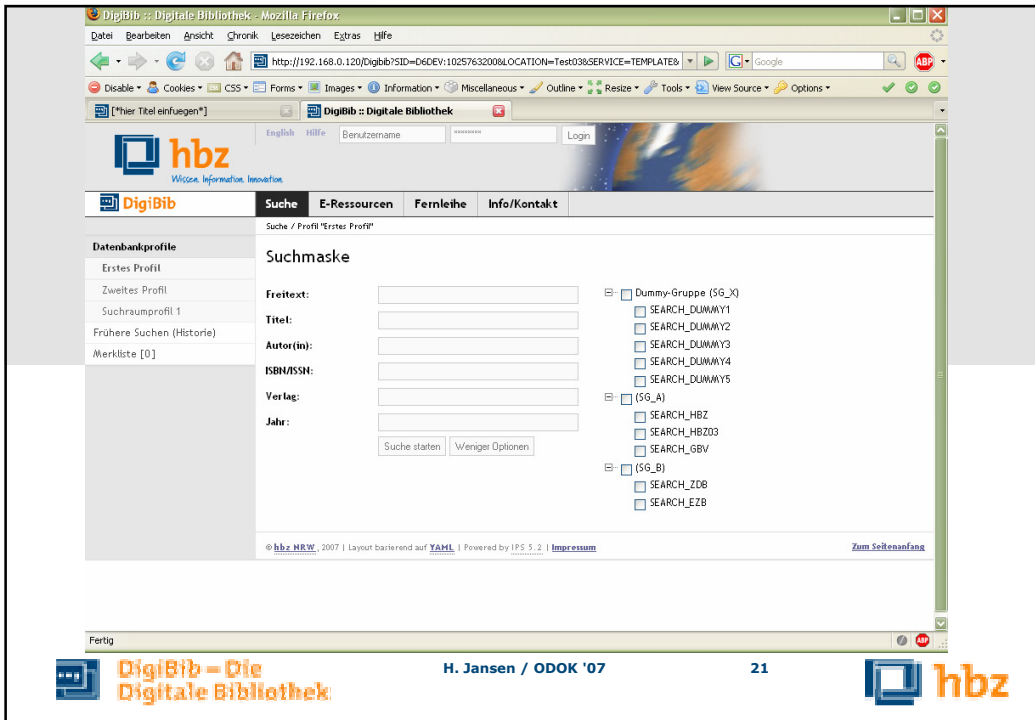 DigiBib :: Digitale Bibliothek - Mozilla Firefox
Datei Bearbeiten Ansicht Chronik Lesezeichen Extras Hilfe
http://192.168.0.120/Digibib?SID=D6DEV:1025763200&LOCATION=Test03&SERVICE=TEMPLATE& G Google ABP
Disable Cookies CSS Forms Images Information Miscellaneous Outline Resize Tools View Source Options
[*hier Titel einfuegen*] DigiBib :: Digitale Bibliothek
English Hilfe Benutzername ******** Login
hbz
Wissen. Information. Innovation.
DigiBib Suche E-Ressourcen Fernleihe Info/Kontakt
Suche / Profil "Erstes Profil"
Datenbankprofile
Erstes Profil
Zweites Profil
Suchraumprofil 1
Frühere Suchen (Historie)
Merkliste [0]
Suchmaske
Freitext:
Titel:
Autor(in):
ISBN/ISSN:
Verlag:
Jahr:
Suche starten Weniger Optionen
Dummy-Gruppe (SG_X)
SEARCH_DUMMY1
SEARCH_DUMMY2
SEARCH_DUMMY3
SEARCH_DUMMY4
SEARCH_DUMMY5
(SG_A)
SEARCH_HBZ
SEARCH_HBZ03
SEARCH_GBV
(SG_B)
SEARCH_ZDB
SEARCH_EZB
© hbz NRW, 2007 | Layout basierend auf YAML | Powered by IPS 5.2 | Impressum Zum Seitenanfang
Fertig ABP
DigiBib – Die
Digitale Bibliothek
H. Jansen / ODOK '07 21
hbz